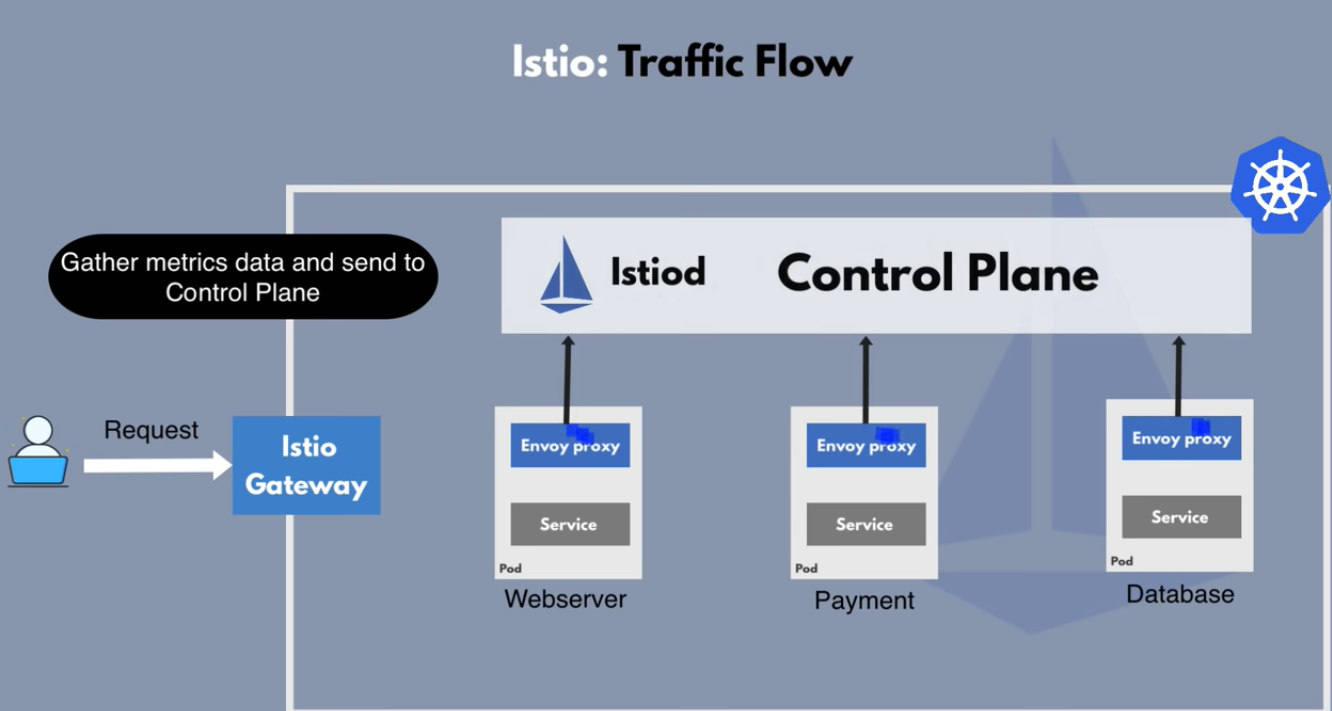 Istio: Traffic Flow
Gather metrics data and send to
Control Plane
Istiod
Control Plane
Request
Istio
Gateway
Envoy proxy
Service
Pod
Webserver
Envoy proxy
Service
Pod
Payment
Envoy proxy
Service
Pod
Database